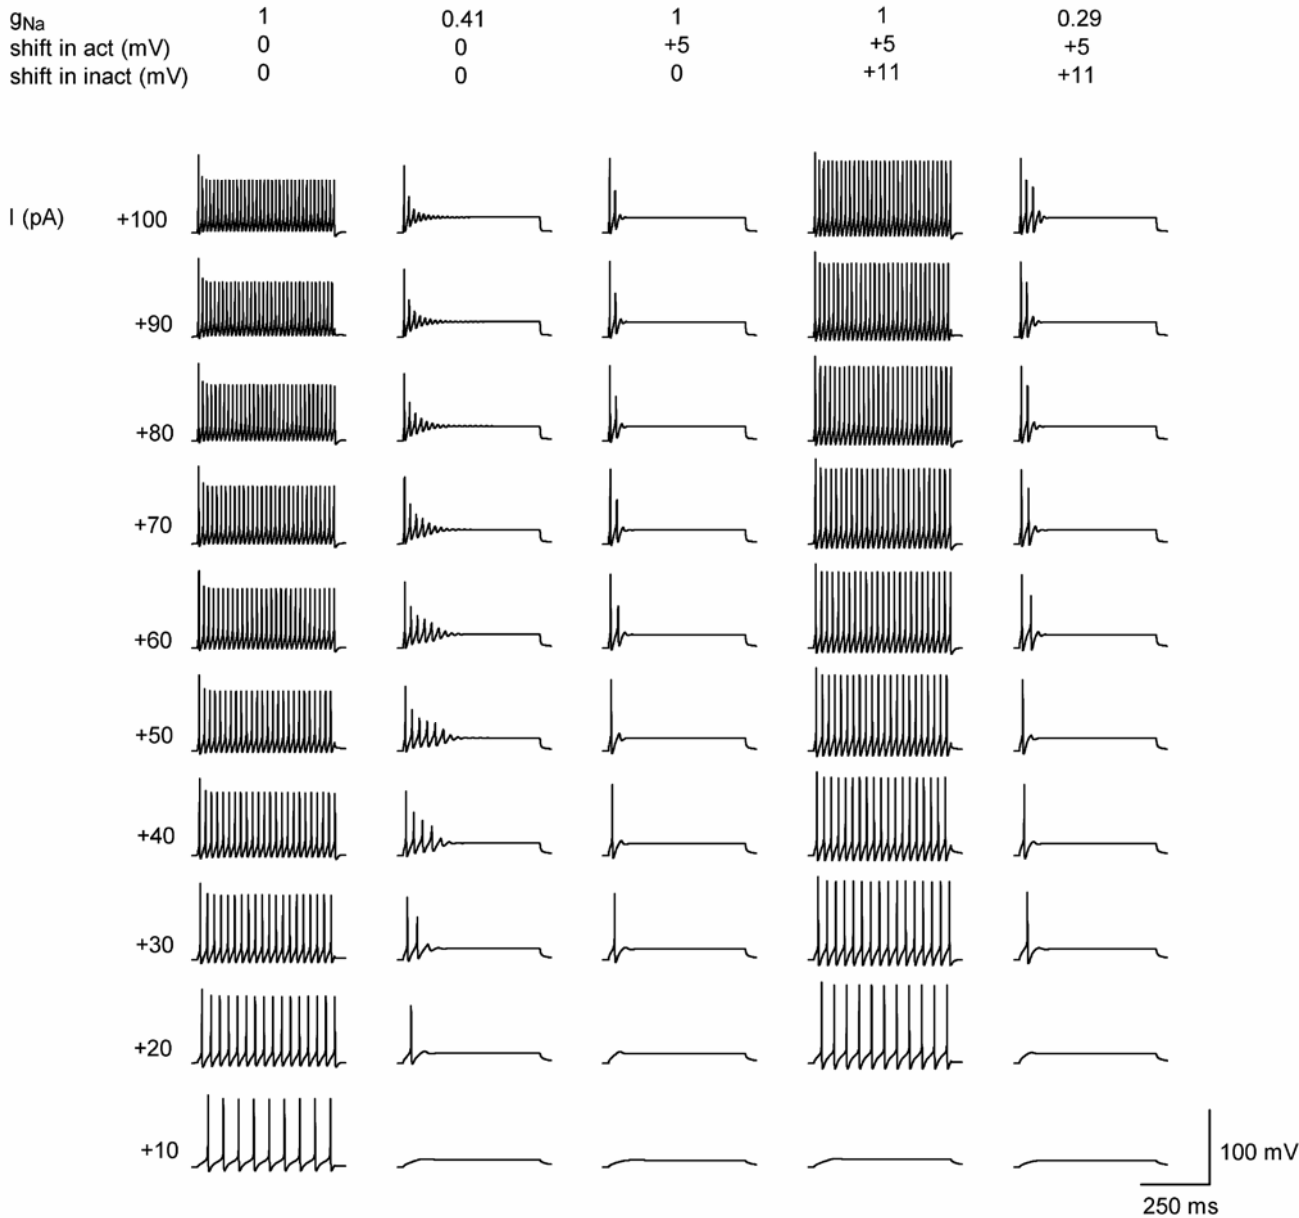 gNa 1 0.41 1 1 0.29
shift in act (mV) 0 0 +5 +5 +5
shift in inact (mV) 0 0 0 +11 +11
I (pA) +100
+90
+80
+70
+60
+50
+40
+30
+20
+10
100 mV
250 ms